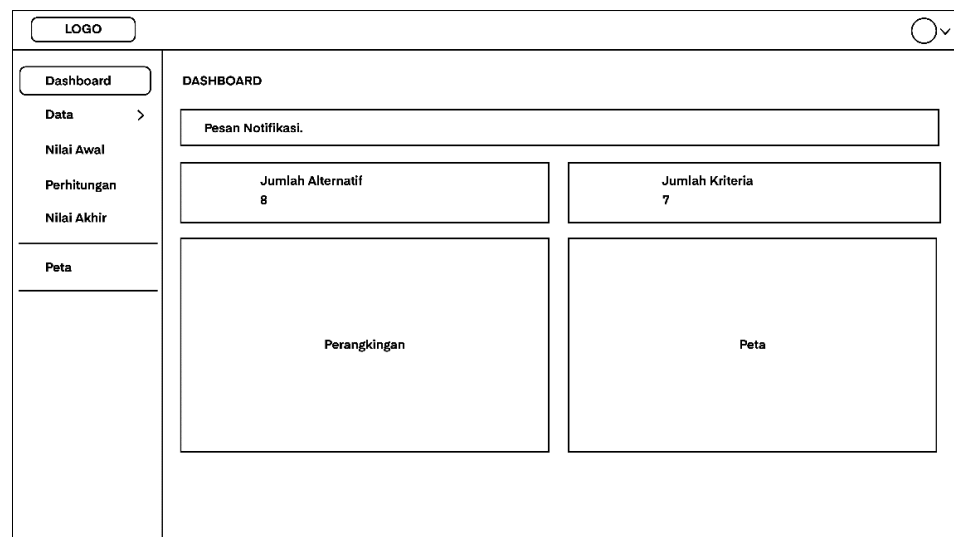 LOGO
Dashboard
Data
Nilai Awal
Perhitungan
Nilai Akhir
Peta
DASHBOARD
Pesan Notifikasi.
Jumlah Alternatif
8
Jumlah Kriteria
7
Perangkingan
Peta